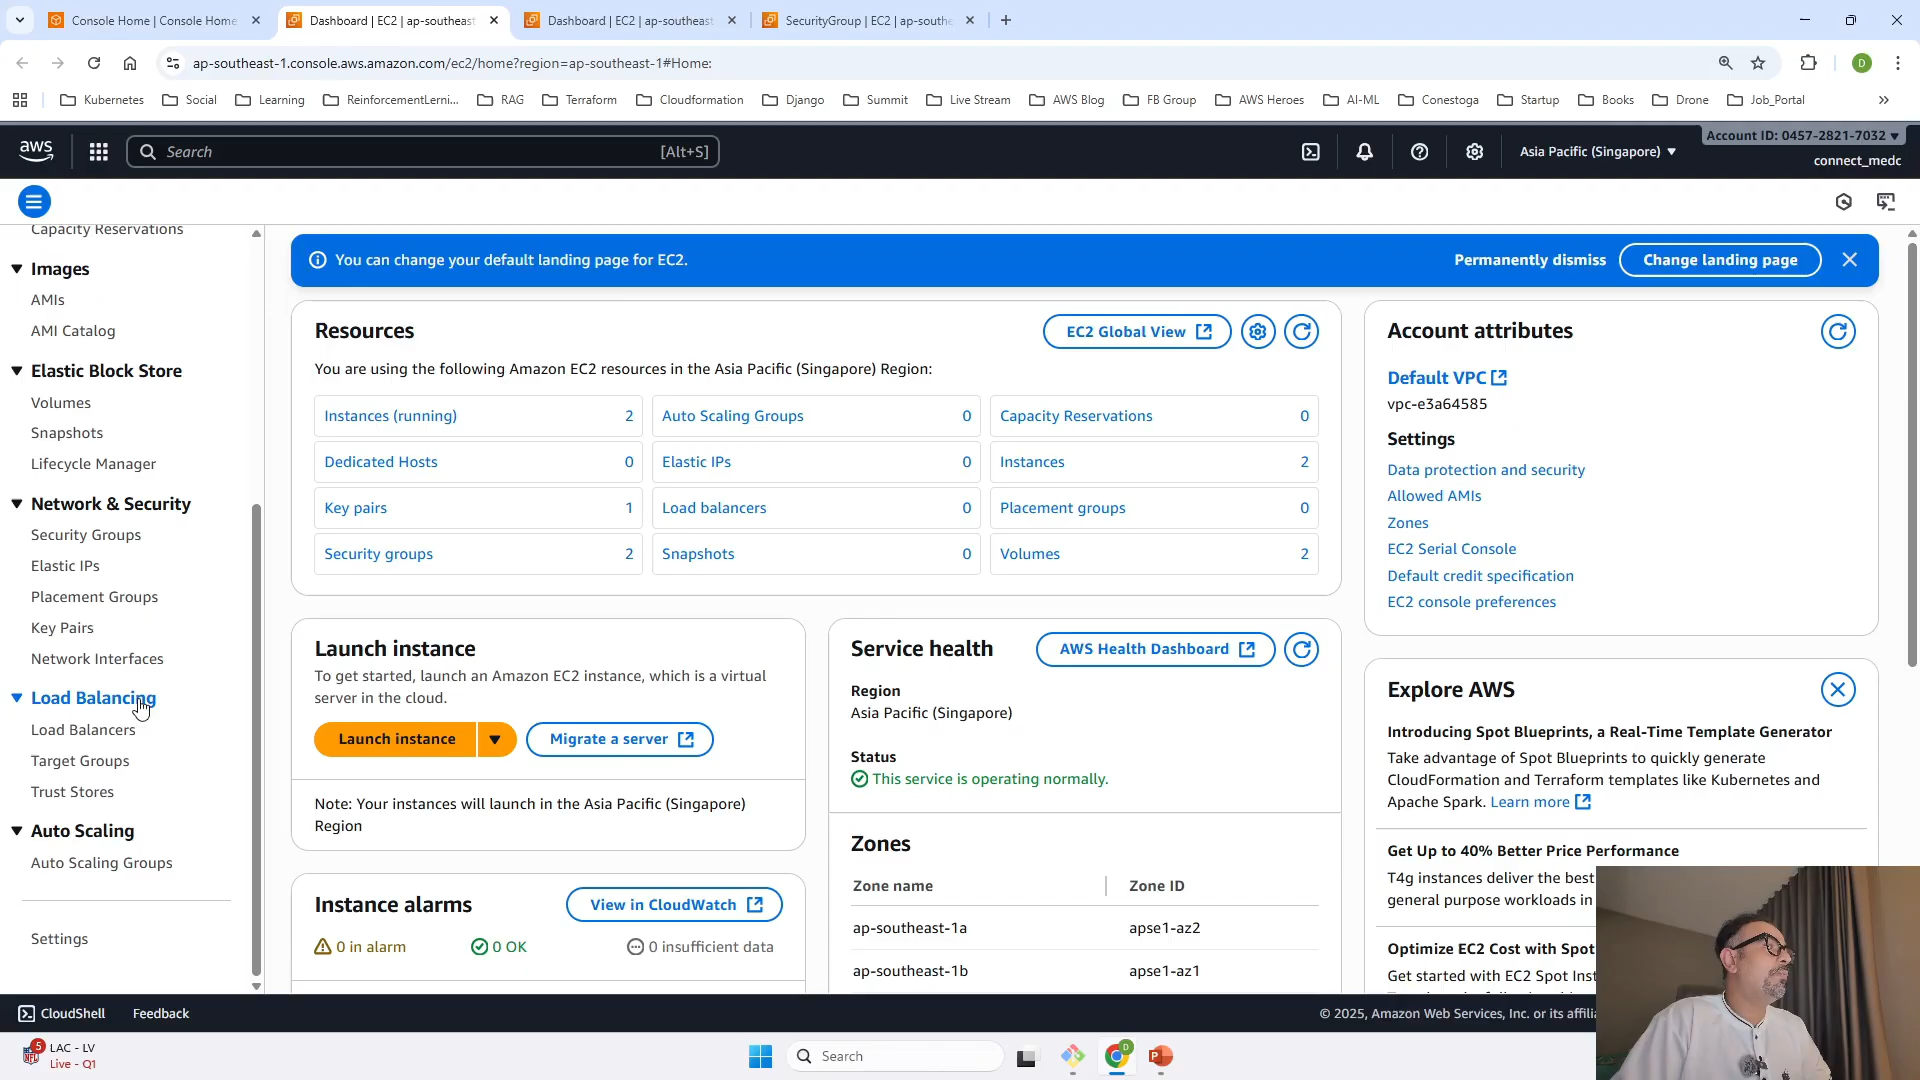 Console Home | Console Home
Dashboard | EC2 | ap-southeast
Dashboard | EC2 | ap-southeast
SecurityGroup | EC2 | ap-southe
ap-southeast-1.console.aws.amazon.com/ec2/home?region=ap-southeast-1#Home:
D
Kubernetes
Social
Learning
ReinforcementLerni...
RAG
Terraform
Cloudformation
Django
Summit
Live Stream
AWS Blog
FB Group
AWS Heroes
AI-ML
Conestoga
Startup
Books
Drone
Job_Portal
aws
Search
[Alt+S]
Asia Pacific (Singapore)
Account ID: 0457-2821-7032
connect_medc
Capacity Reservations
Images
AMIs
AMI Catalog
Elastic Block Store
Volumes
Snapshots
Lifecycle Manager
Network & Security
Security Groups
Elastic IPs
Placement Groups
Key Pairs
Network Interfaces
Load Balancing
Load Balancers
Target Groups
Trust Stores
Auto Scaling
Auto Scaling Groups
Settings
You can change your default landing page for EC2.
Permanently dismiss
Change landing page
Resources
EC2 Global View
You are using the following Amazon EC2 resources in the Asia Pacific (Singapore) Region:
Instances (running) 2
Auto Scaling Groups 0
Capacity Reservations 0
Dedicated Hosts 0
Elastic IPs 0
Instances 2
Key pairs 1
Load balancers 0
Placement groups 0
Security groups 2
Snapshots 0
Volumes 2
Launch instance
To get started, launch an Amazon EC2 instance, which is a virtual
server in the cloud.
Launch instance
Migrate a server
Note: Your instances will launch in the Asia Pacific (Singapore)
Region
Instance alarms
View in CloudWatch
0 in alarm
0 OK
0 insufficient data
Service health
AWS Health Dashboard
Region
Asia Pacific (Singapore)
Status
This service is operating normally.
Zones
Zone name
Zone ID
ap-southeast-1a
apse1-az2
ap-southeast-1b
apse1-az1
Account attributes
Default VPC
vpc-e3a64585
Settings
Data protection and security
Allowed AMIs
Zones
EC2 Serial Console
Default credit specification
EC2 console preferences
Explore AWS
Introducing Spot Blueprints, a Real-Time Template Generator
Take advantage of Spot Blueprints to quickly generate
CloudFormation and Terraform templates like Kubernetes and
Apache Spark. Learn more
Get Up to 40% Better Price Performance
T4g instances deliver the best
general purpose workloads in
Optimize EC2 Cost with Spot
Get started with EC2 Spot Inst
CloudShell
Feedback
© 2025, Amazon Web Services, Inc. or its affilia
5
LAC - LV
Live - Q1
Search
D